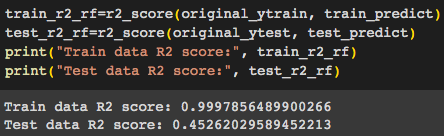 train_r2_rf=r2_score(original_ytrain, train_predict)
test_r2_rf=r2_score(original_ytest, test_predict)
print("Train data R2 score:", train_r2_rf)
print("Test data R2 score:", test_r2_rf)
Train data R2 score: 0.9997856489900266
Test data R2 score: 0.45262029589452213